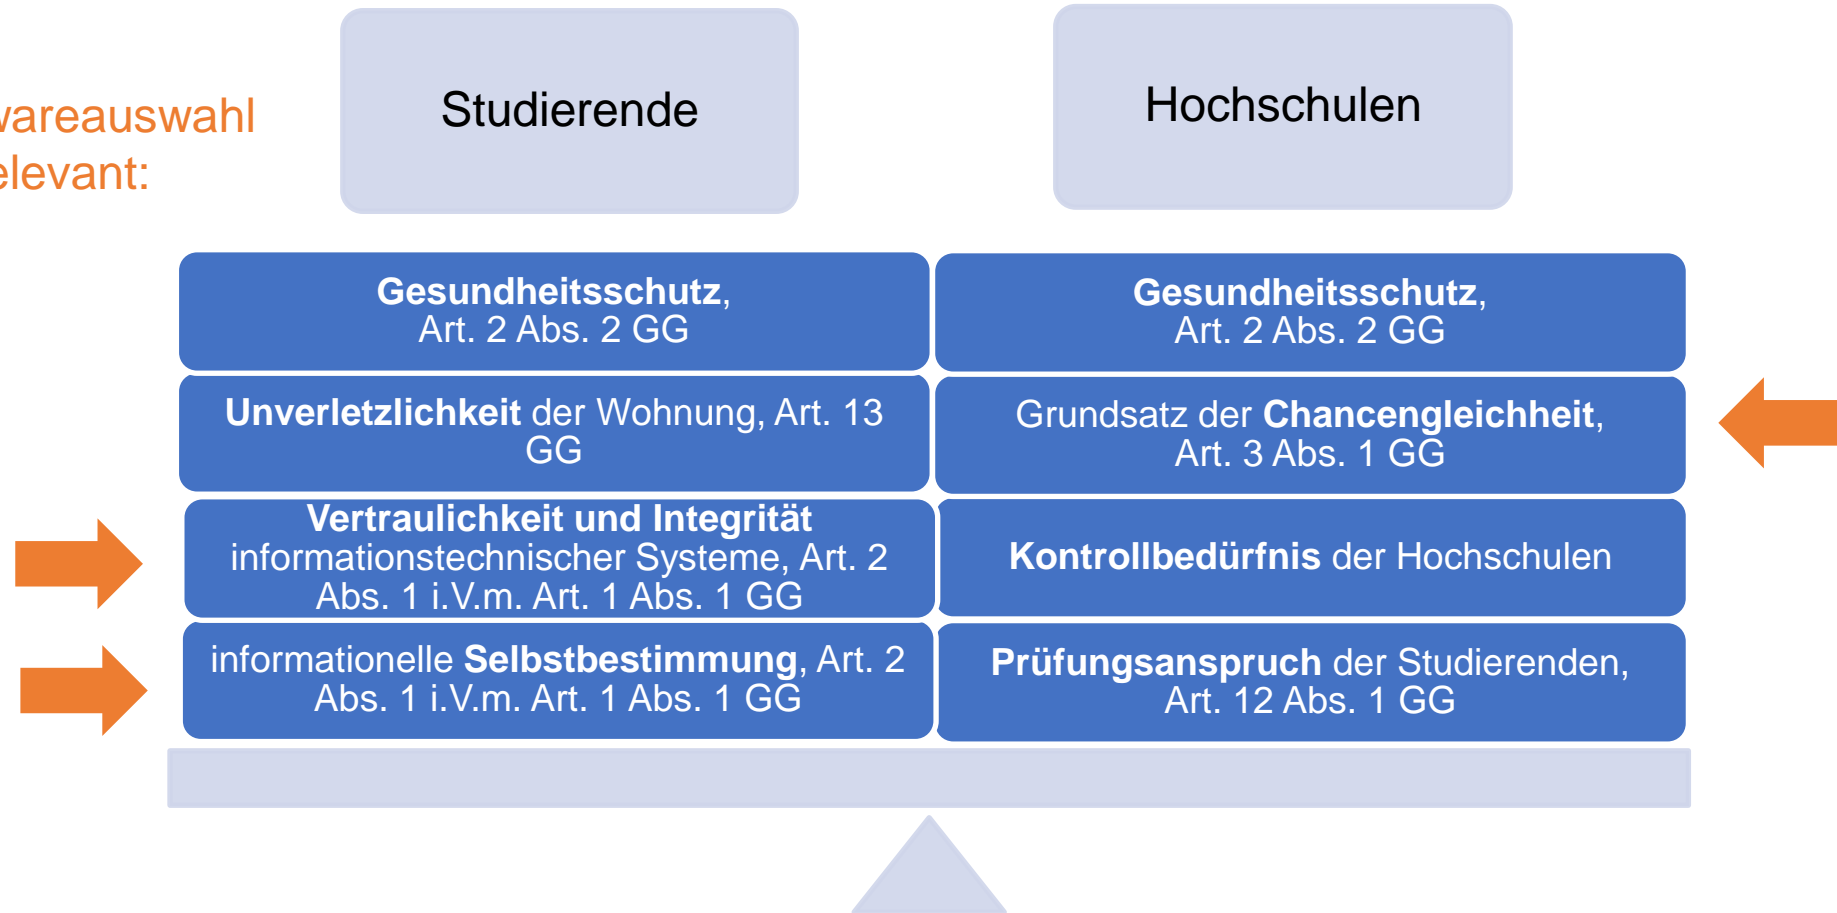 wareauswahl
elevant:
Studierende
Hochschulen
Gesundheitsschutz,
Art. 2 Abs. 2 GG
Unverletzlichkeit der Wohnung, Art. 13
GG
Vertraulichkeit und Integrität
informationstechnischer Systeme, Art. 2
Abs. 1 i.V.m. Art. 1 Abs. 1 GG
informationelle Selbstbestimmung, Art. 2
Abs. 1 i.V.m. Art. 1 Abs. 1 GG
Gesundheitsschutz,
Art. 2 Abs. 2 GG
Grundsatz der Chancengleichheit,
Art. 3 Abs. 1 GG
Kontrollbedürfnis der Hochschulen
Prüfungsanspruch der Studierenden,
Art. 12 Abs. 1 GG